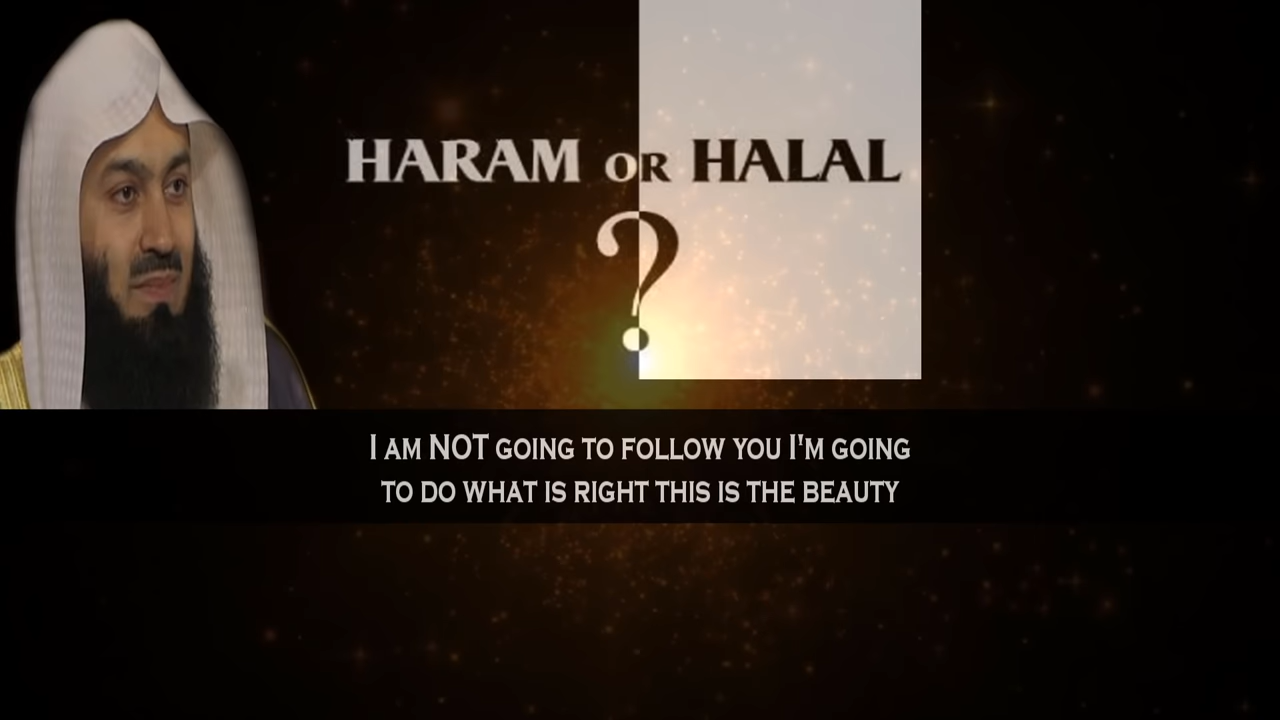 HARAM OR HALAL
?
I AM NOT GOING TO FOLLOW YOU I'M GOING
TO DO WHAT IS RIGHT THIS IS THE BEAUTY